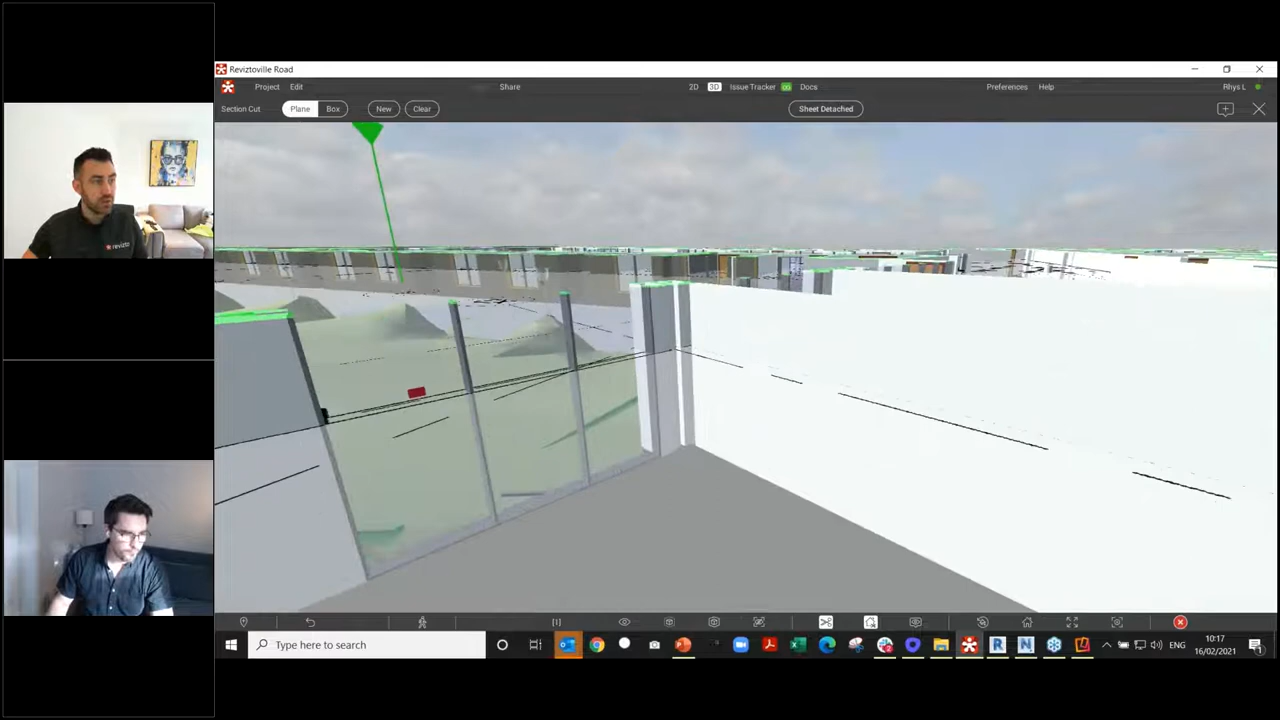 Reviztoville Road
Project Edit Share 2D 3D Issue Tracker Docs Preferences Help Rhys L
Section Cut Plane Box New Clear Sheet Detached
revizto
Type here to search
ENG
10:17
16/02/2021